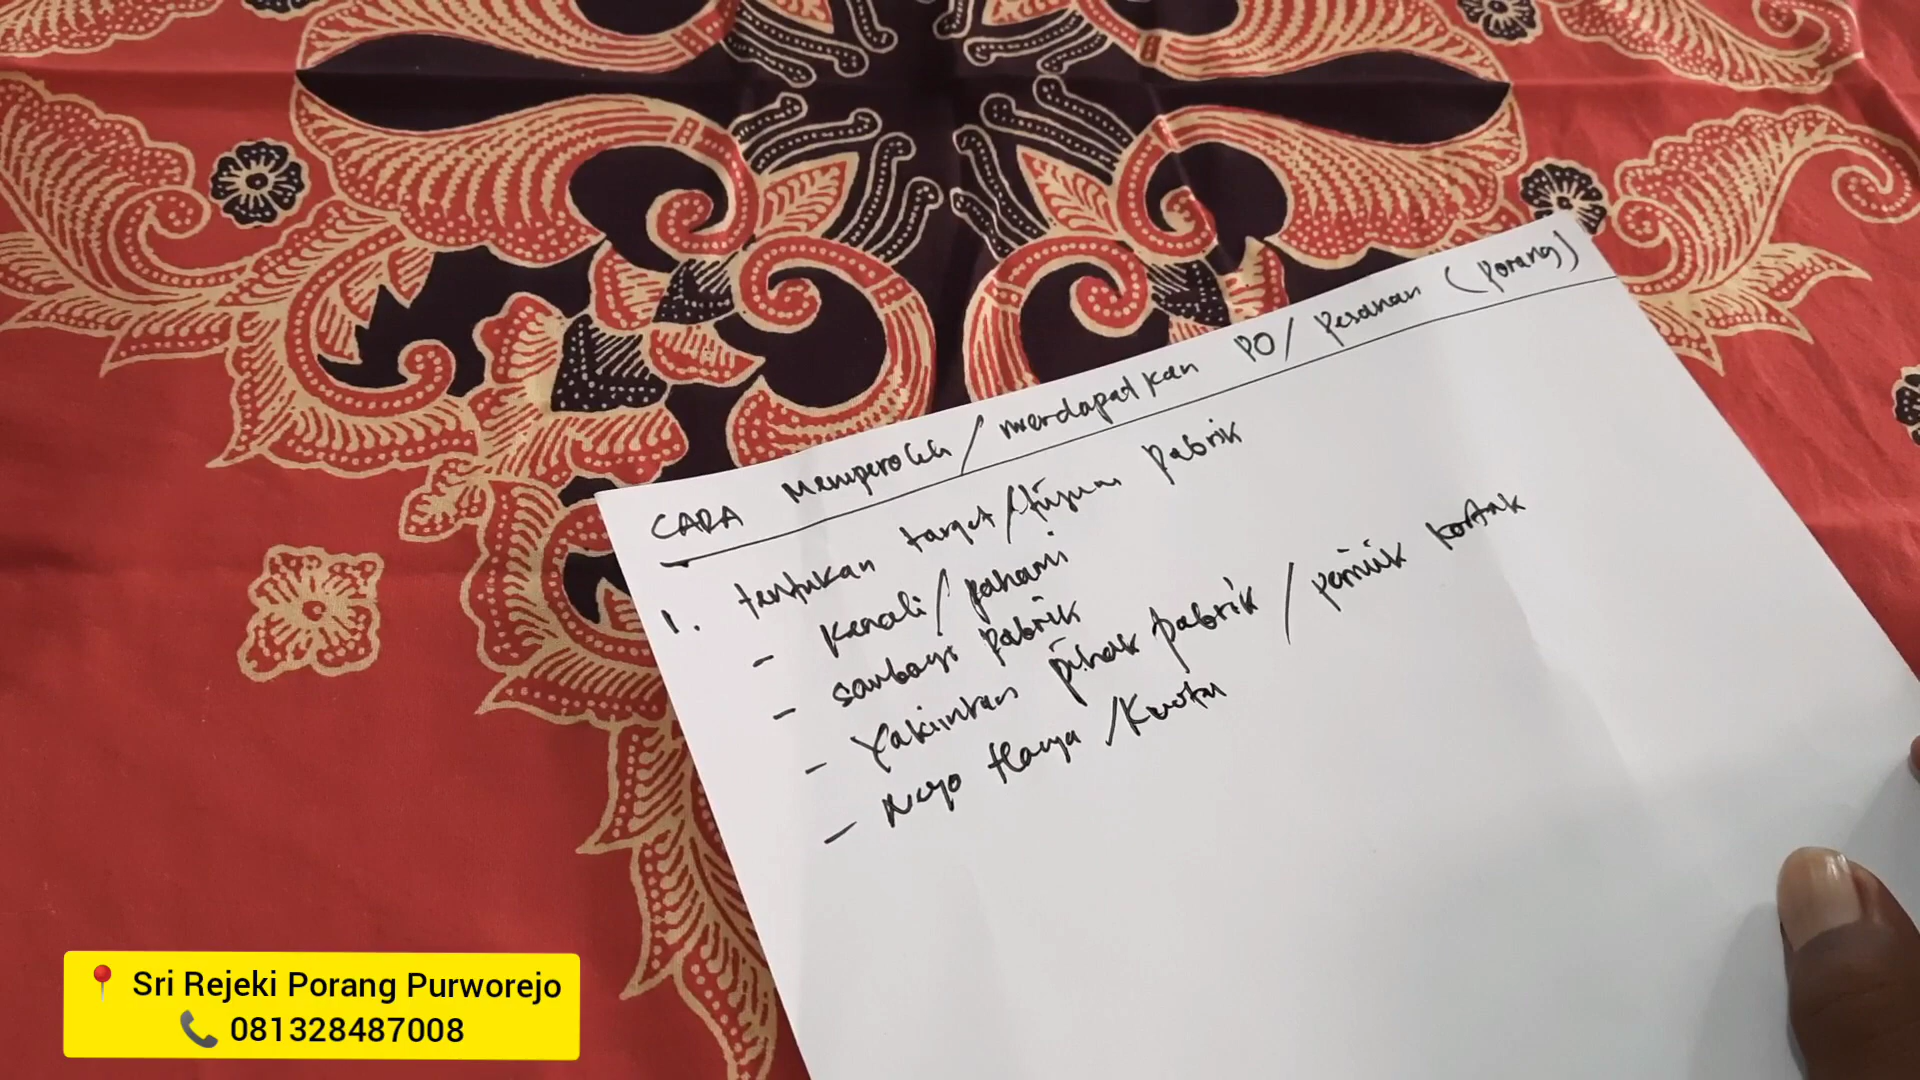 CARA Memperoleh / mendapatkan PO / Pesanan (Porang)
1. tentukan target / tujuan pabrik
- Kenali / pahami
- sambangi pabrik
- Yakinkan pihak pabrik / pemilik kontrak
- Nego Harga / Kuota
📍 Sri Rejeki Porang Purworejo
📞 081328487008